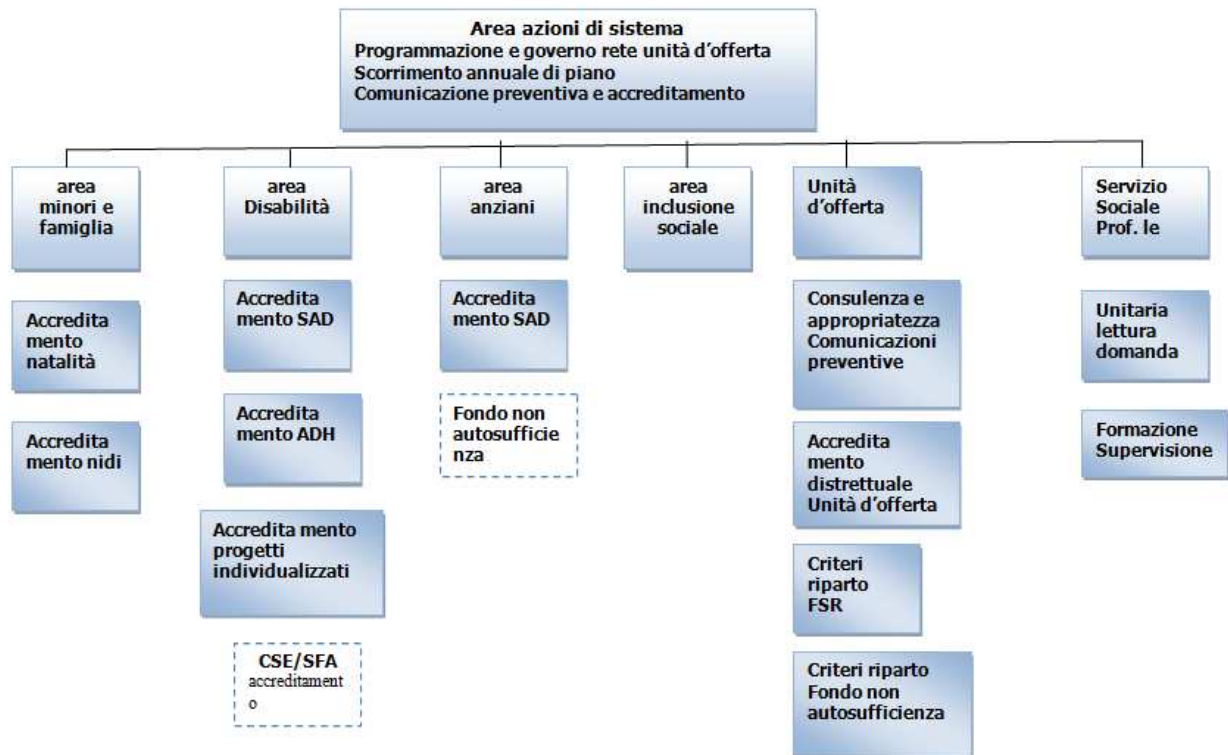 Area azioni di sistema
Programmazione e governo rete unità d'offerta
Scorrimento annuale di piano
Comunicazione preventiva e accreditamento
area
minori e
famiglia
Accredita
mento
natalità
Accredita
mento nidi
area
Disabilità
Accredita
mento SAD
Accredita
mento ADH
Accredita mento
progetti
individualizzati
CSE/SFA
accreditament
o
area
anziani
Accredita
mento SAD
Fondo non
autosufficie
nza
area
inclusione
sociale
Unità
d'offerta
Consulenza e
appropriatezza
Comunicazioni
preventive
Accredita
mento
distrettuale
Unità d'offerta
Criteri
riparto
FSR
Criteri riparto
Fondo non
autosufficienza
Servizio
Sociale
Prof. le
Unitaria
lettura
domanda
Formazione
Supervisione